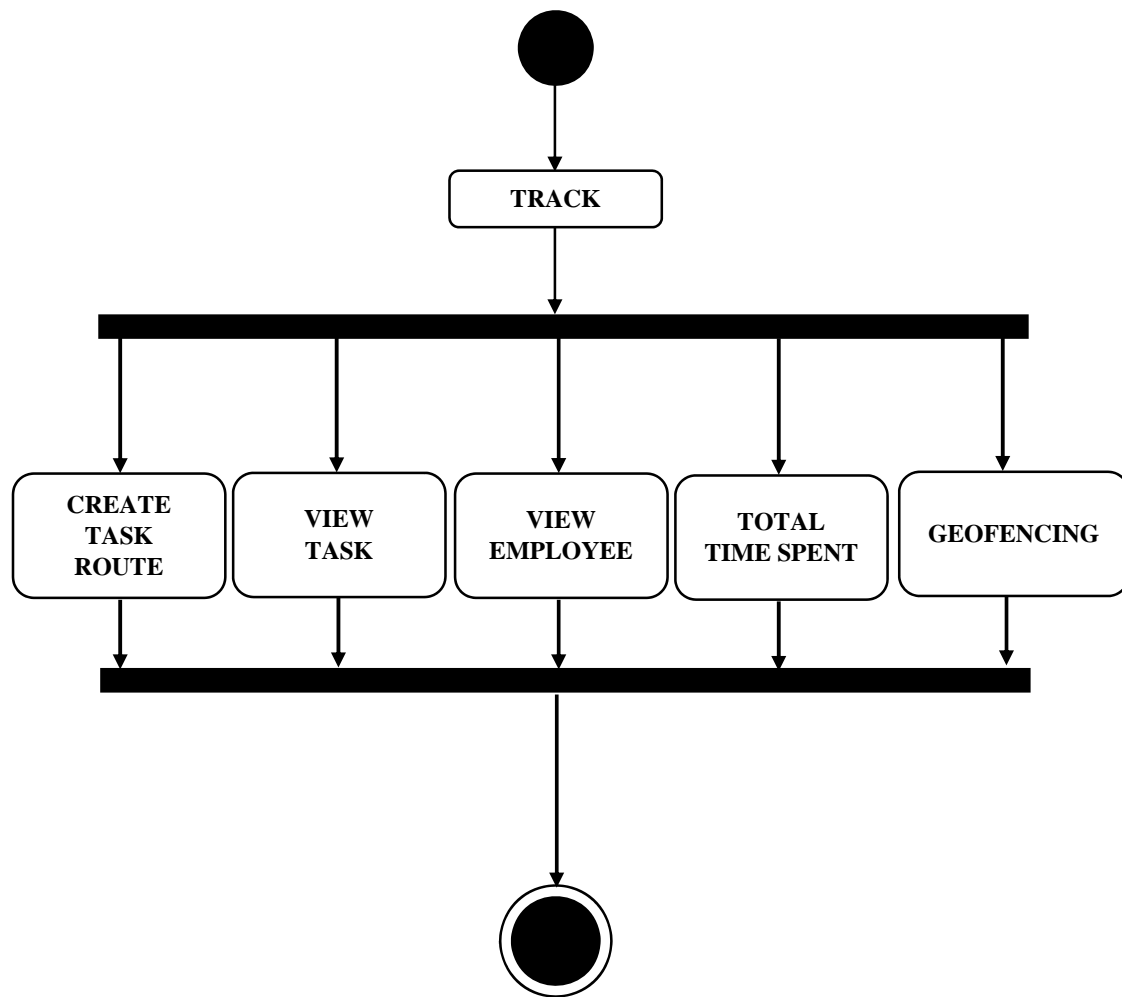 TRACK
CREATE
TASK
ROUTE
VIEW
TASK
VIEW
EMPLOYEE
TOTAL
TIME SPENT
GEOFENCING